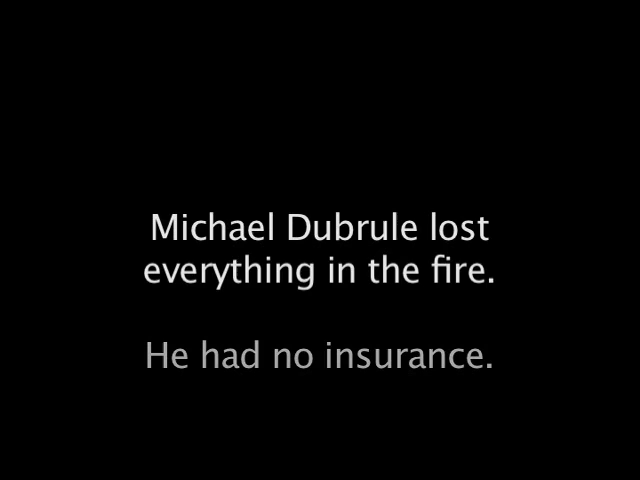 Michael Dubrule lost
everything in the fire.
He had no insurance.